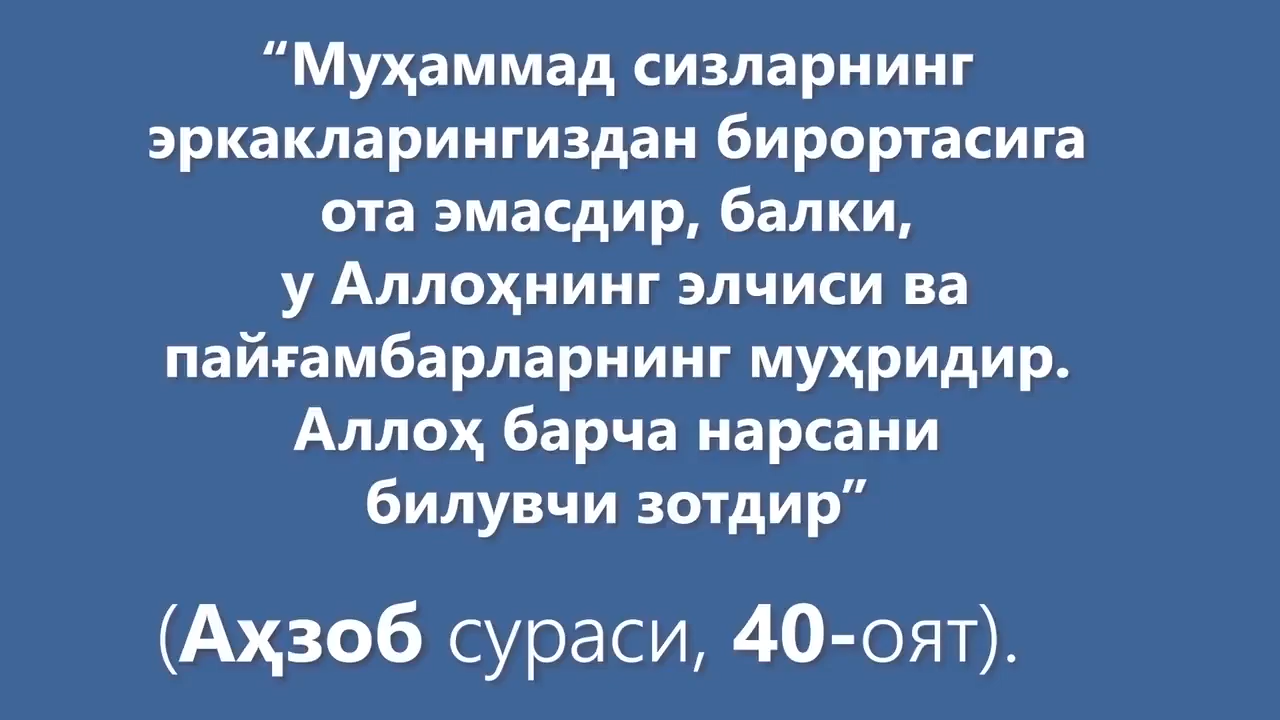 “Муҳаммад сизларнинг
эркакларингиздан бирортасига
ота эмасдир, балки,
у Аллоҳнинг элчиси ва
пайғамбарларнинг муҳридир.
Аллоҳ барча нарсани
билувчи зотдир”
(Аҳзоб сураси, 40-оят).